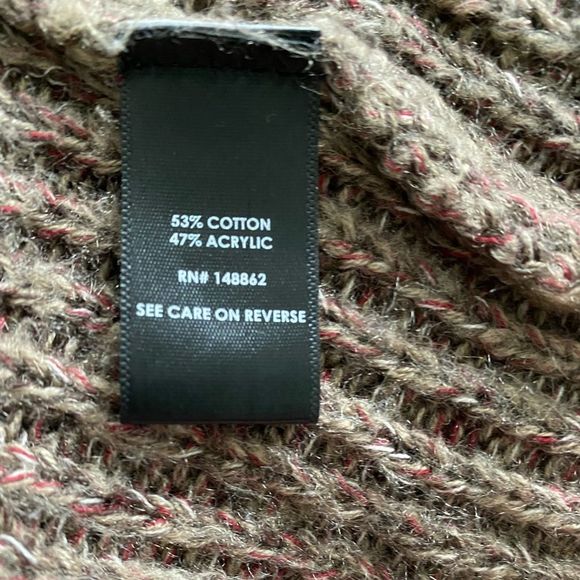 53% COTTON
47% ACRYLIC
RN# 148862
SEE CARE ON REVERSE